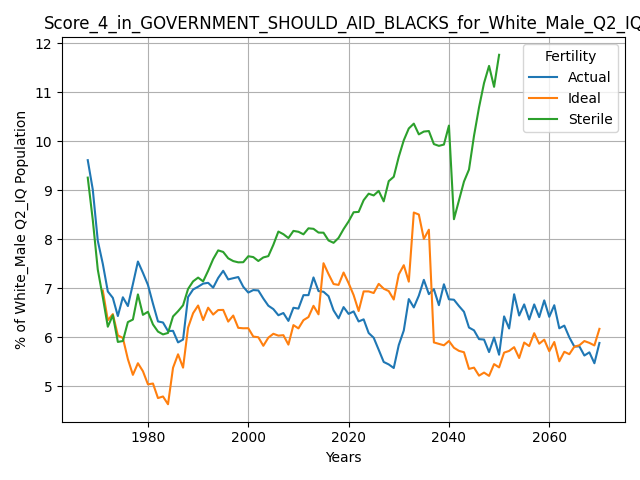 Score_4_in_GOVERNMENT_SHOULD_AID_BLACKS_for_White_Male_Q2_IQ
Fertility
Actual
Ideal
Sterile
% of White_Male Q2_IQ Population
12
11
10
9
8
7
6
5
1980 2000 2020 2040 2060
Years